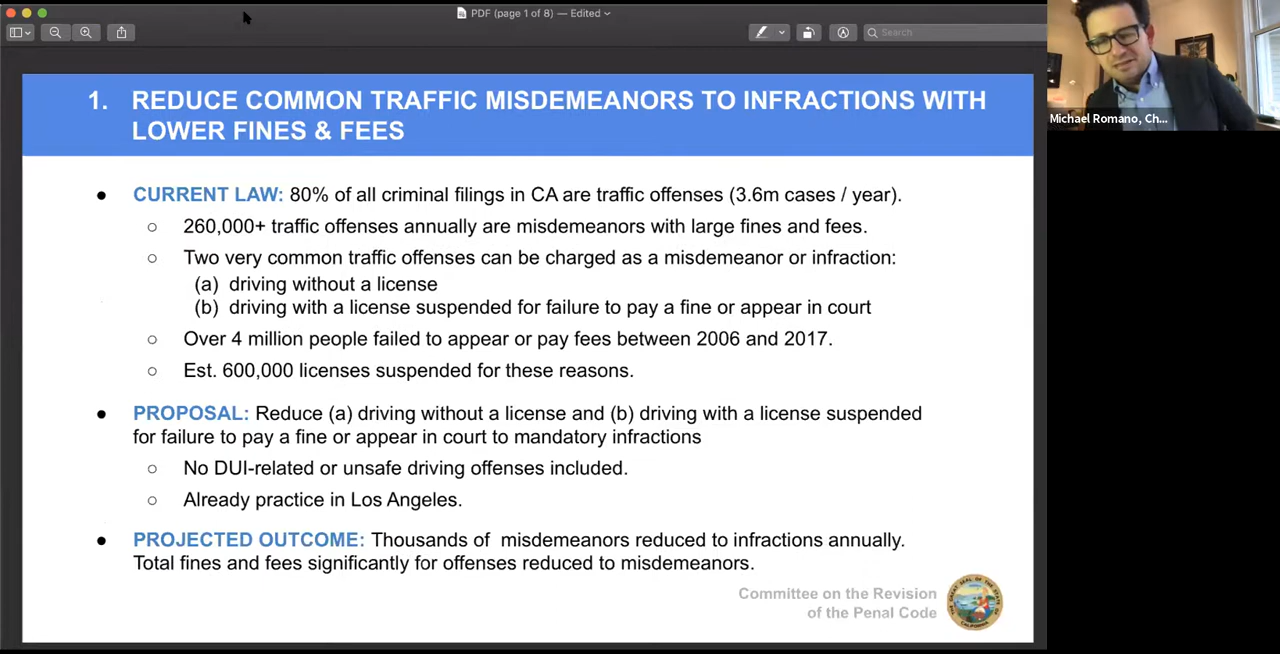 PDF (page 1 of 8) — Edited
Search
1. REDUCE COMMON TRAFFIC MISDEMEANORS TO INFRACTIONS WITH
LOWER FINES & FEES
Michael Romano, Ch...
● CURRENT LAW: 80% of all criminal filings in CA are traffic offenses (3.6m cases / year).
○ 260,000+ traffic offenses annually are misdemeanors with large fines and fees.
○ Two very common traffic offenses can be charged as a misdemeanor or infraction:
(a) driving without a license
(b) driving with a license suspended for failure to pay a fine or appear in court
○ Over 4 million people failed to appear or pay fees between 2006 and 2017.
○ Est. 600,000 licenses suspended for these reasons.
● PROPOSAL: Reduce (a) driving without a license and (b) driving with a license suspended
for failure to pay a fine or appear in court to mandatory infractions
○ No DUI-related or unsafe driving offenses included.
○ Already practice in Los Angeles.
● PROJECTED OUTCOME: Thousands of misdemeanors reduced to infractions annually.
Total fines and fees significantly for offenses reduced to misdemeanors.
Committee on the Revision
of the Penal Code